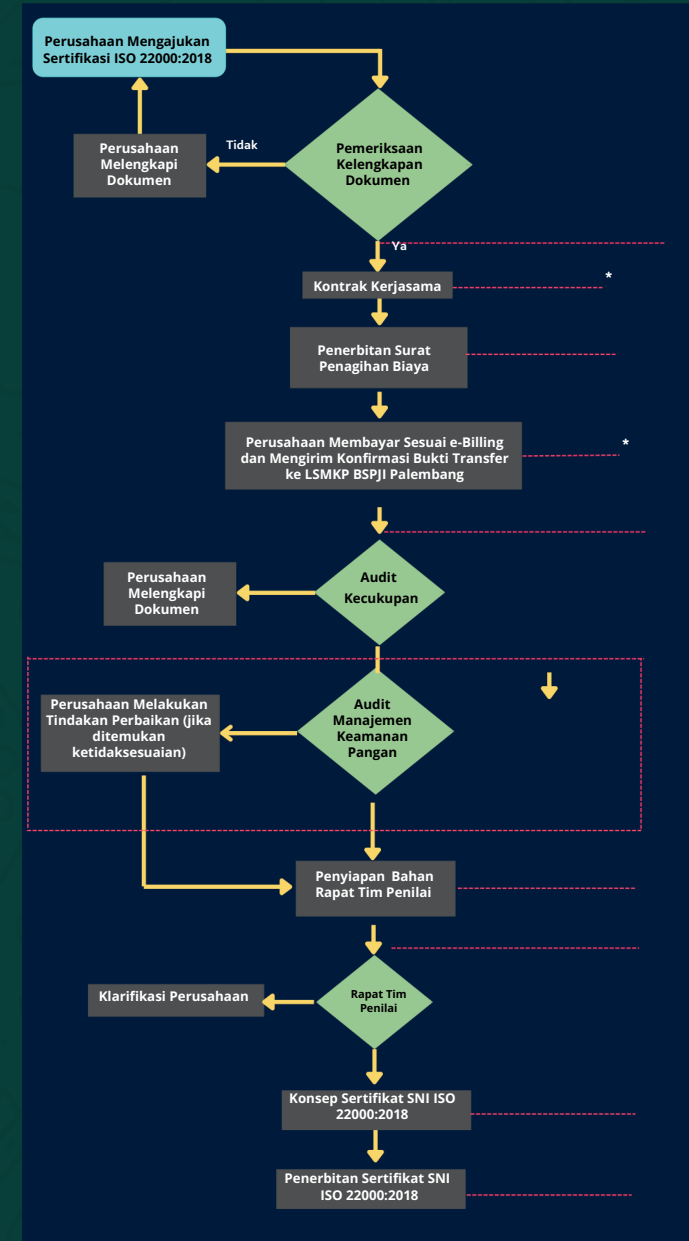 Perusahaan Mengajukan
Sertifikasi ISO 22000:2018
Perusahaan
Melengkapi
Dokumen
Tidak
Pemeriksaan
Kelengkapan
Dokumen
Ya
Kontrak Kerjasama
*
Penerbitan Surat
Penagihan Biaya
Perusahaan Membayar Sesuai e-Billing
dan Mengirim Konfirmasi Bukti Transfer
ke LSMKP BSPJI Palembang
*
Audit
Kecukupan
Perusahaan
Melengkapi
Dokumen
Perusahaan Melakukan
Tindakan Perbaikan (jika
ditemukan
ketidaksesuaian)
Audit
Manajemen
Keamanan
Pangan
Penyiapan Bahan
Rapat Tim Penilai
Klarifikasi Perusahaan
Rapat Tim
Penilai
Konsep Sertifikat SNI ISO
22000:2018
Penerbitan Sertifikat SNI
ISO 22000:2018